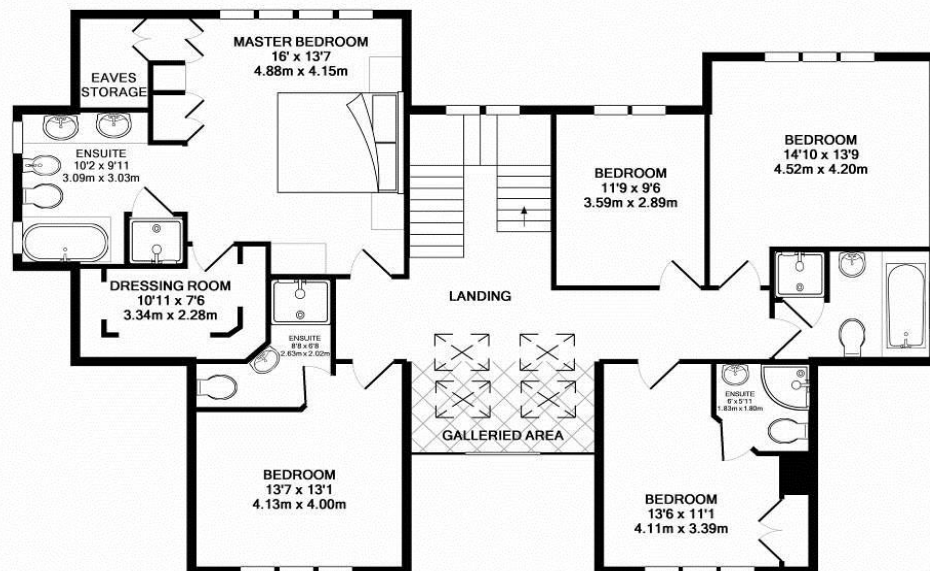 MASTER BEDROOM
16' x 13'7
4.88m x 4.15m
EAVES
STORAGE
ENSUITE
10'2 x 9'11
3.09m x 3.03m
BEDROOM
11'9 x 9'6
3.59m x 2.89m
BEDROOM
14'10 x 13'9
4.52m x 4.20m
DRESSING ROOM
10'11 x 7'6
3.34m x 2.28m
LANDING
ENSUITE
8'8 x 6'8
2.63m x 2.02m
GALLERIED AREA
ENSUITE
6' x 5'11
1.83m x 1.80m
BEDROOM
13'7 x 13'1
4.13m x 4.00m
BEDROOM
13'6 x 11'1
4.11m x 3.39m